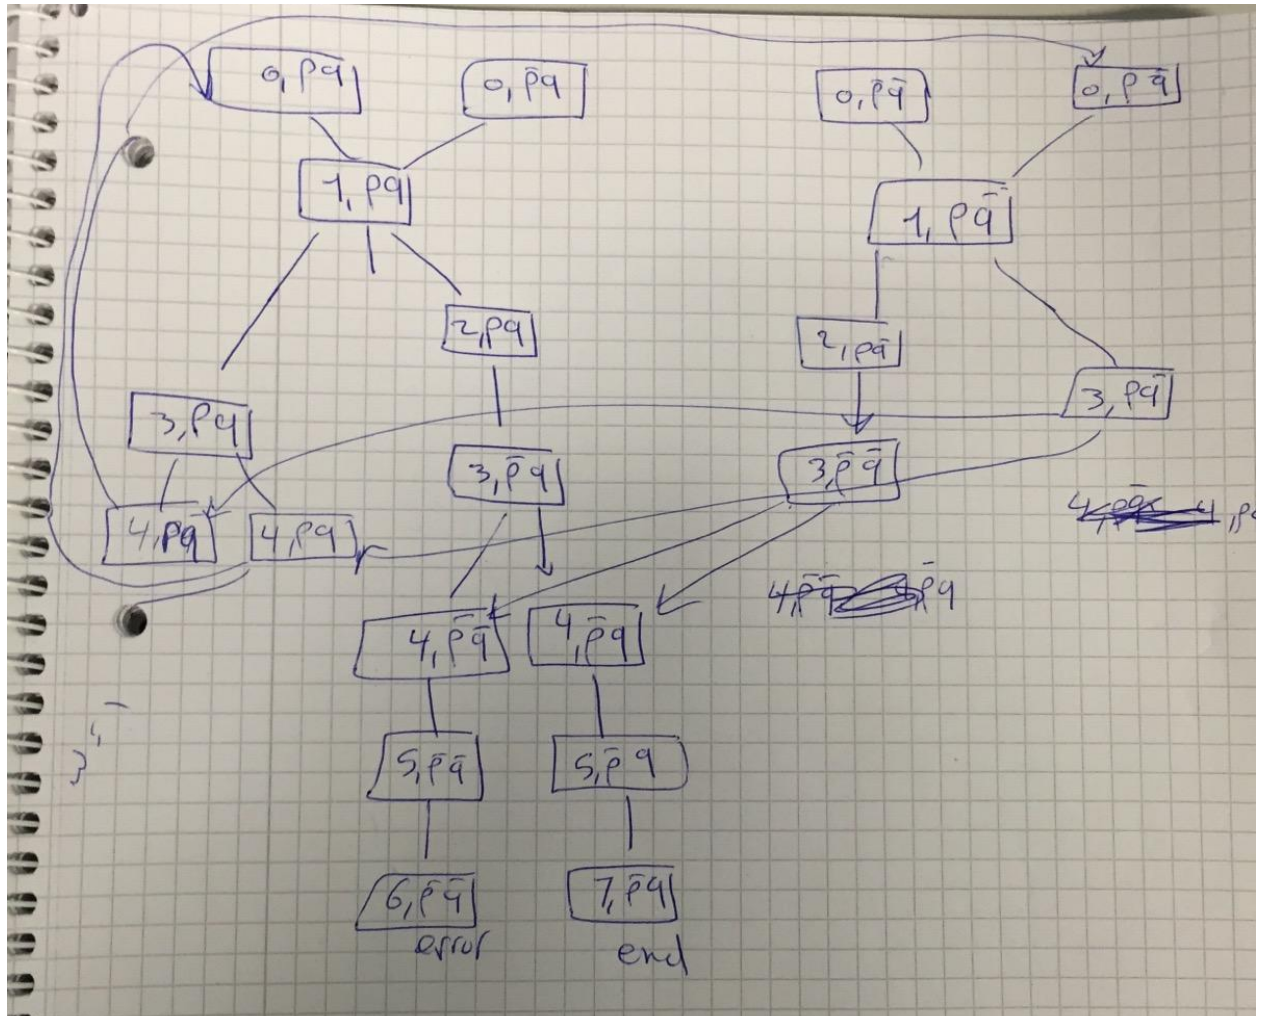 0, pq̄
0, p̄q
0, p̄q̄
0, pq̄
1, pq
1, pq̄
2, pq
2, pq̄
3, pq
3, pq̄
3, p̄q
3, p̄q̄
4, pq̄
4, pq
4, p̄q̄
4, p̄q
5, p̄q̄
5, p̄q
6, p̄q̄
7, p̄q
error
end